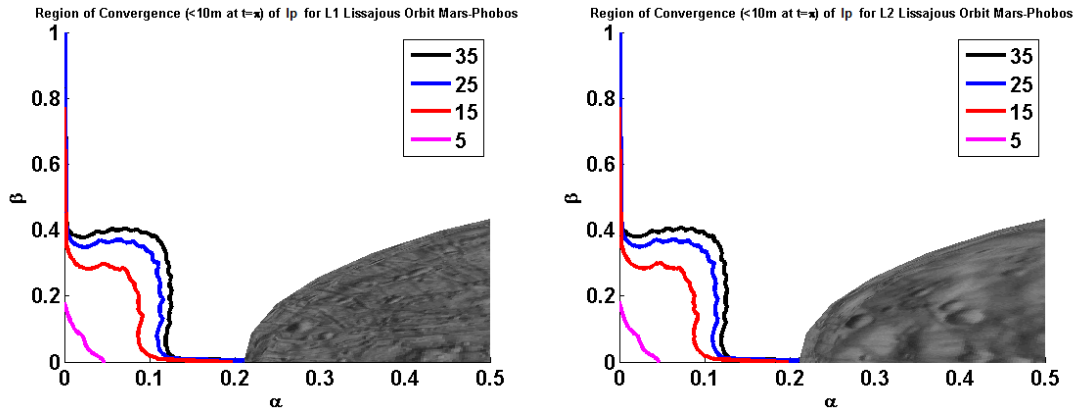 Region of Convergence (<10m at t=π) of Ip for L1 Lissajous Orbit Mars-Phobos
1
0.8
0.6
0.4
0.2
0
β
35
25
15
5
0 0.1 0.2 0.3 0.4 0.5
α
Region of Convergence (<10m at t=π) of Ip for L2 Lissajous Orbit Mars-Phobos
1
0.8
0.6
0.4
0.2
0
β
35
25
15
5
0 0.1 0.2 0.3 0.4 0.5
α